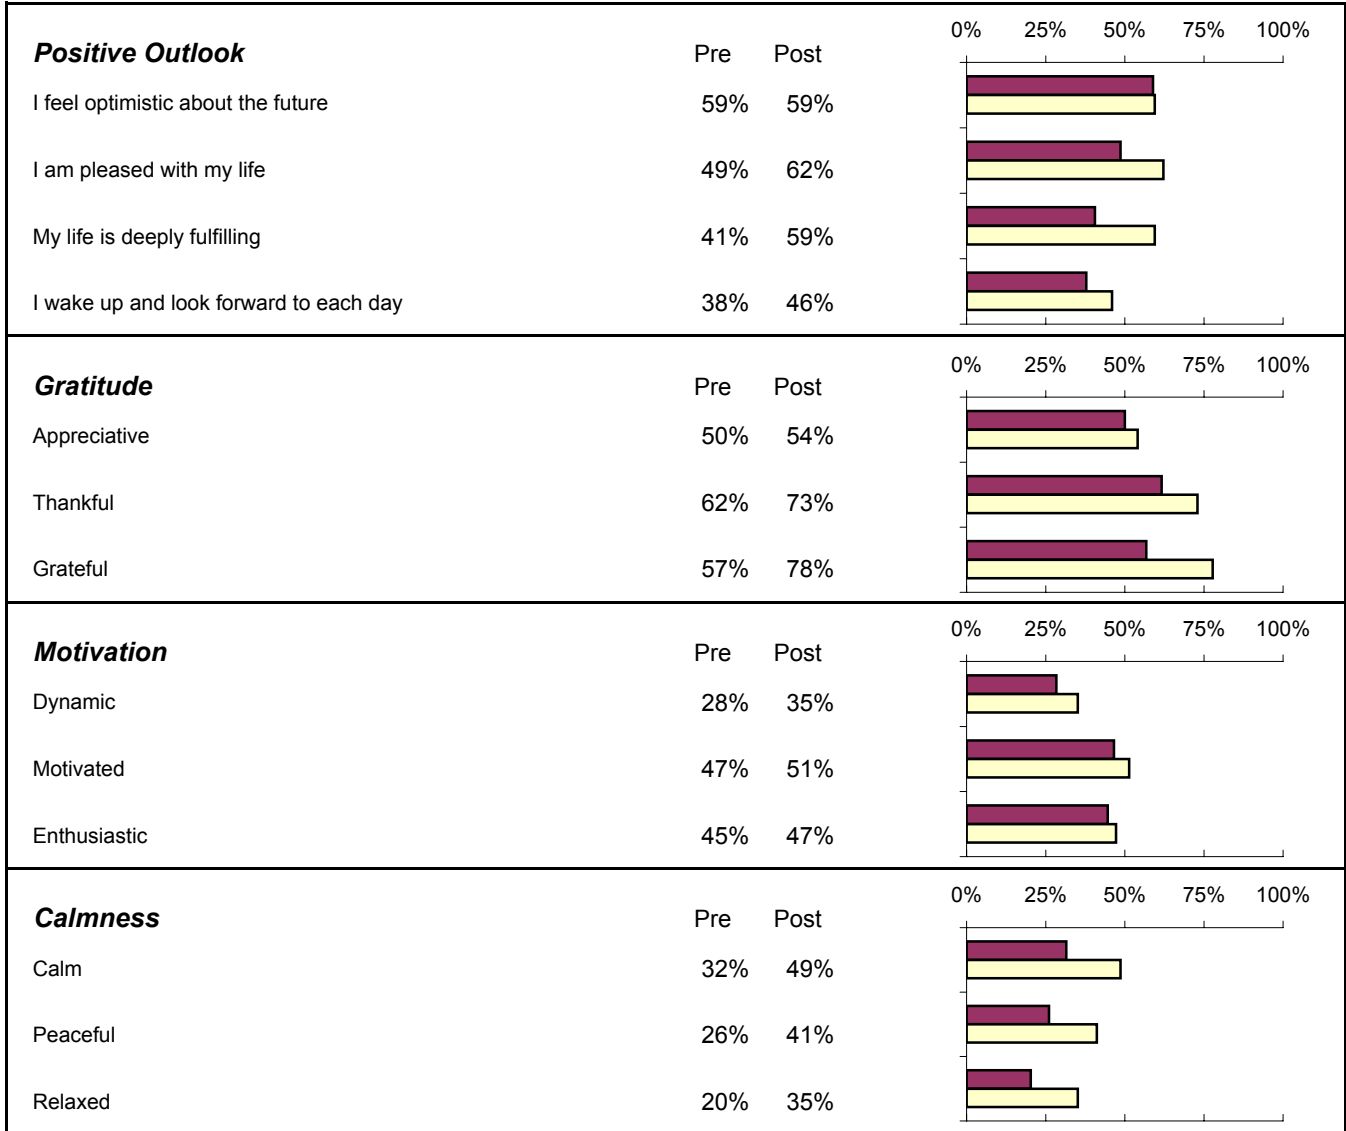 0% 25% 50% 75% 100%
Positive Outlook Pre Post
I feel optimistic about the future 59% 59%
I am pleased with my life 49% 62%
My life is deeply fulfilling 41% 59%
I wake up and look forward to each day 38% 46%
0% 25% 50% 75% 100%
Gratitude Pre Post
Appreciative 50% 54%
Thankful 62% 73%
Grateful 57% 78%
0% 25% 50% 75% 100%
Motivation Pre Post
Dynamic 28% 35%
Motivated 47% 51%
Enthusiastic 45% 47%
0% 25% 50% 75% 100%
Calmness Pre Post
Calm 32% 49%
Peaceful 26% 41%
Relaxed 20% 35%